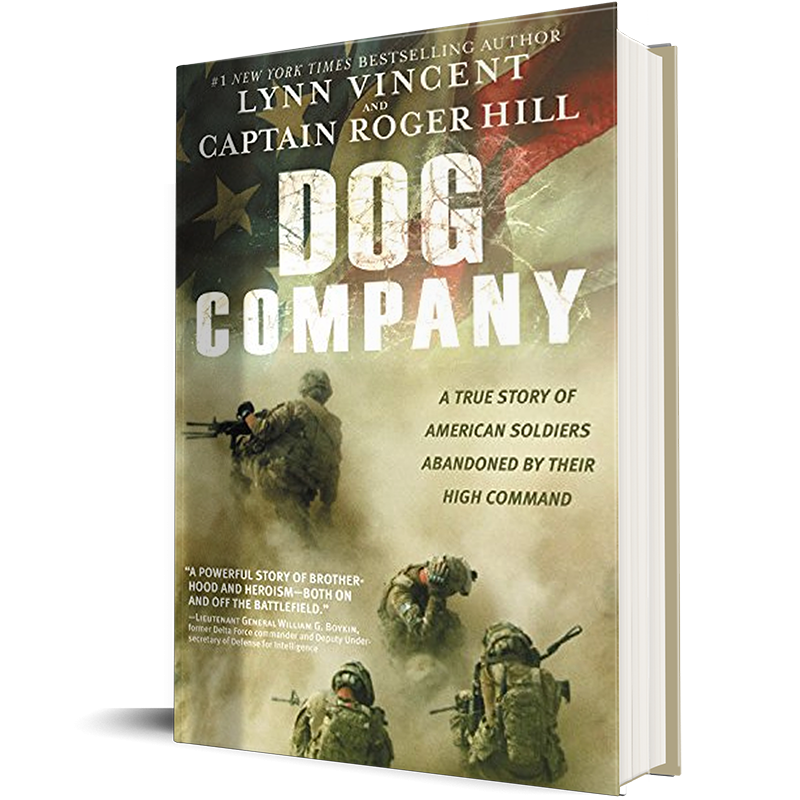 #1 NEW YORK TIMES BESTSELLING AUTHOR
LYNN VINCENT
AND
CAPTAIN ROGER HILL
DOG
COMPANY
A TRUE STORY OF
AMERICAN SOLDIERS
ABANDONED BY THEIR
HIGH COMMAND
“A POWERFUL STORY OF BROTHER-
HOOD AND HEROISM—BOTH ON
AND OFF THE BATTLEFIELD.”
—LIEUTENANT GENERAL WILLIAM G. BOYKIN,
former Delta Force commander and Deputy Under-
secretary of Defense for Intelligence